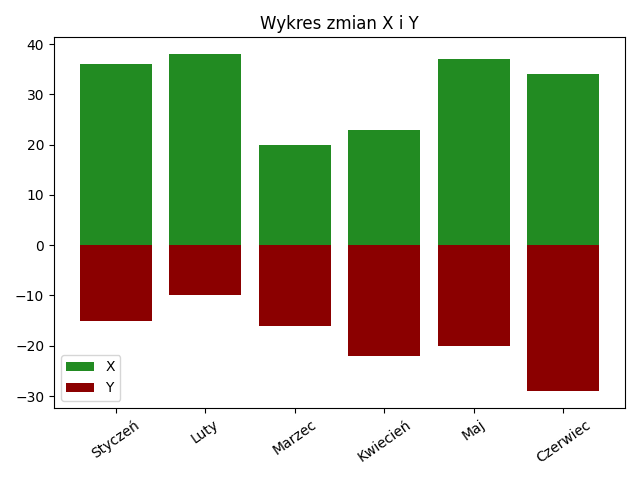 Wykres zmian X i Y
40
30
20
10
0
−10
−20
−30
X
Y
Styczeń
Luty
Marzec
Kwiecień
Maj
Czerwiec